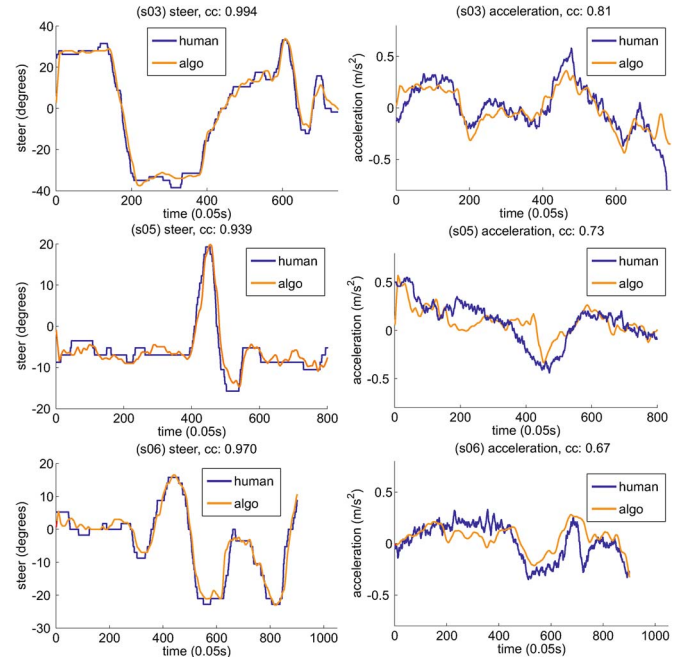 (s03) steer, cc: 0.994
steer (degrees)
40
20
0
-20
-40
human
algo
0 200 400 600
time (0.05s)
(s03) acceleration, cc: 0.81
acceleration (m/s²)
0.5
0
-0.5
human
algo
0 200 400 600
time (0.05s)
(s05) steer, cc: 0.939
steer (degrees)
20
10
0
-10
-20
human
algo
0 200 400 600 800
time (0.05s)
(s05) acceleration, cc: 0.73
acceleration (m/s²)
0.5
0
-0.5
human
algo
0 200 400 600 800
time (0.05s)
(s06) steer, cc: 0.970
steer (degrees)
20
10
0
-10
-20
-30
human
algo
0 200 400 600 800 1000
time (0.05s)
(s06) acceleration, cc: 0.67
acceleration (m/s²)
0.5
0
-0.5
human
algo
0 200 400 600 800 1000
time (0.05s)